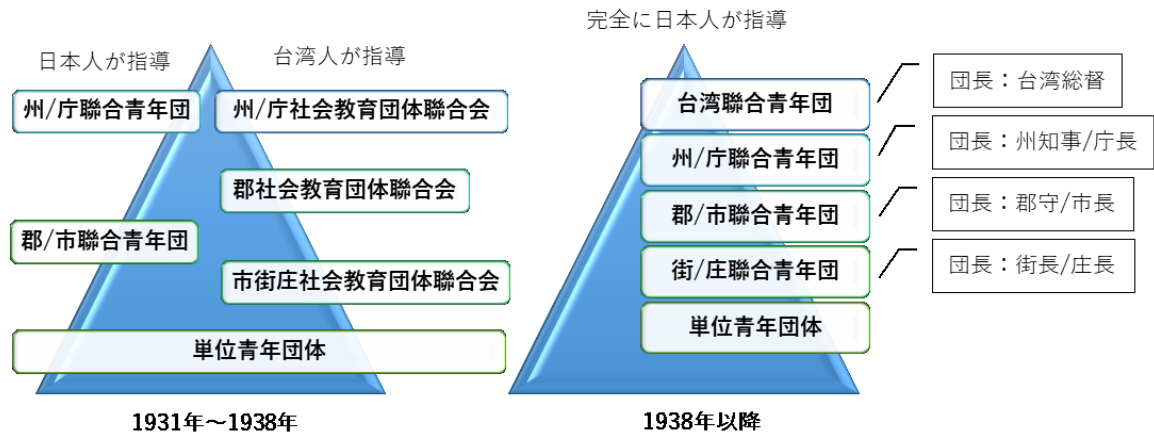 日本人が指導
台湾人が指導
州/庁聯合青年団
州/庁社会教育団体聯合会
郡社会教育団体聯合会
郡/市聯合青年団
市街庄社会教育団体聯合会
単位青年団体
1931年～1938年
完全に日本人が指導
台湾聯合青年団
団長：台湾総督
州/庁聯合青年団
団長：州知事/庁長
郡/市聯合青年団
団長：郡守/市長
街/庄聯合青年団
団長：街長/庄長
単位青年団体
1938年以降